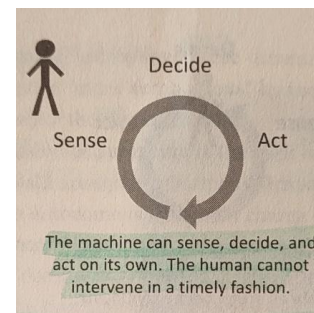 Decide
Sense
Act
The machine can sense, decide, and
act on its own. The human cannot
intervene in a timely fashion.